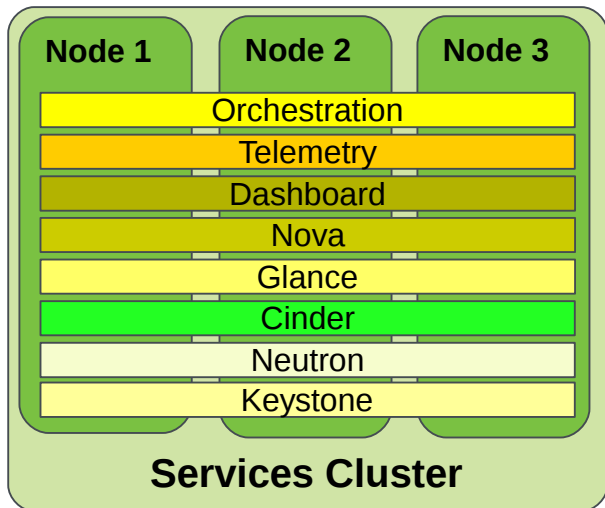 Node 1 Node 2 Node 3
Orchestration
Telemetry
Dashboard
Nova
Glance
Cinder
Neutron
Keystone
Services Cluster